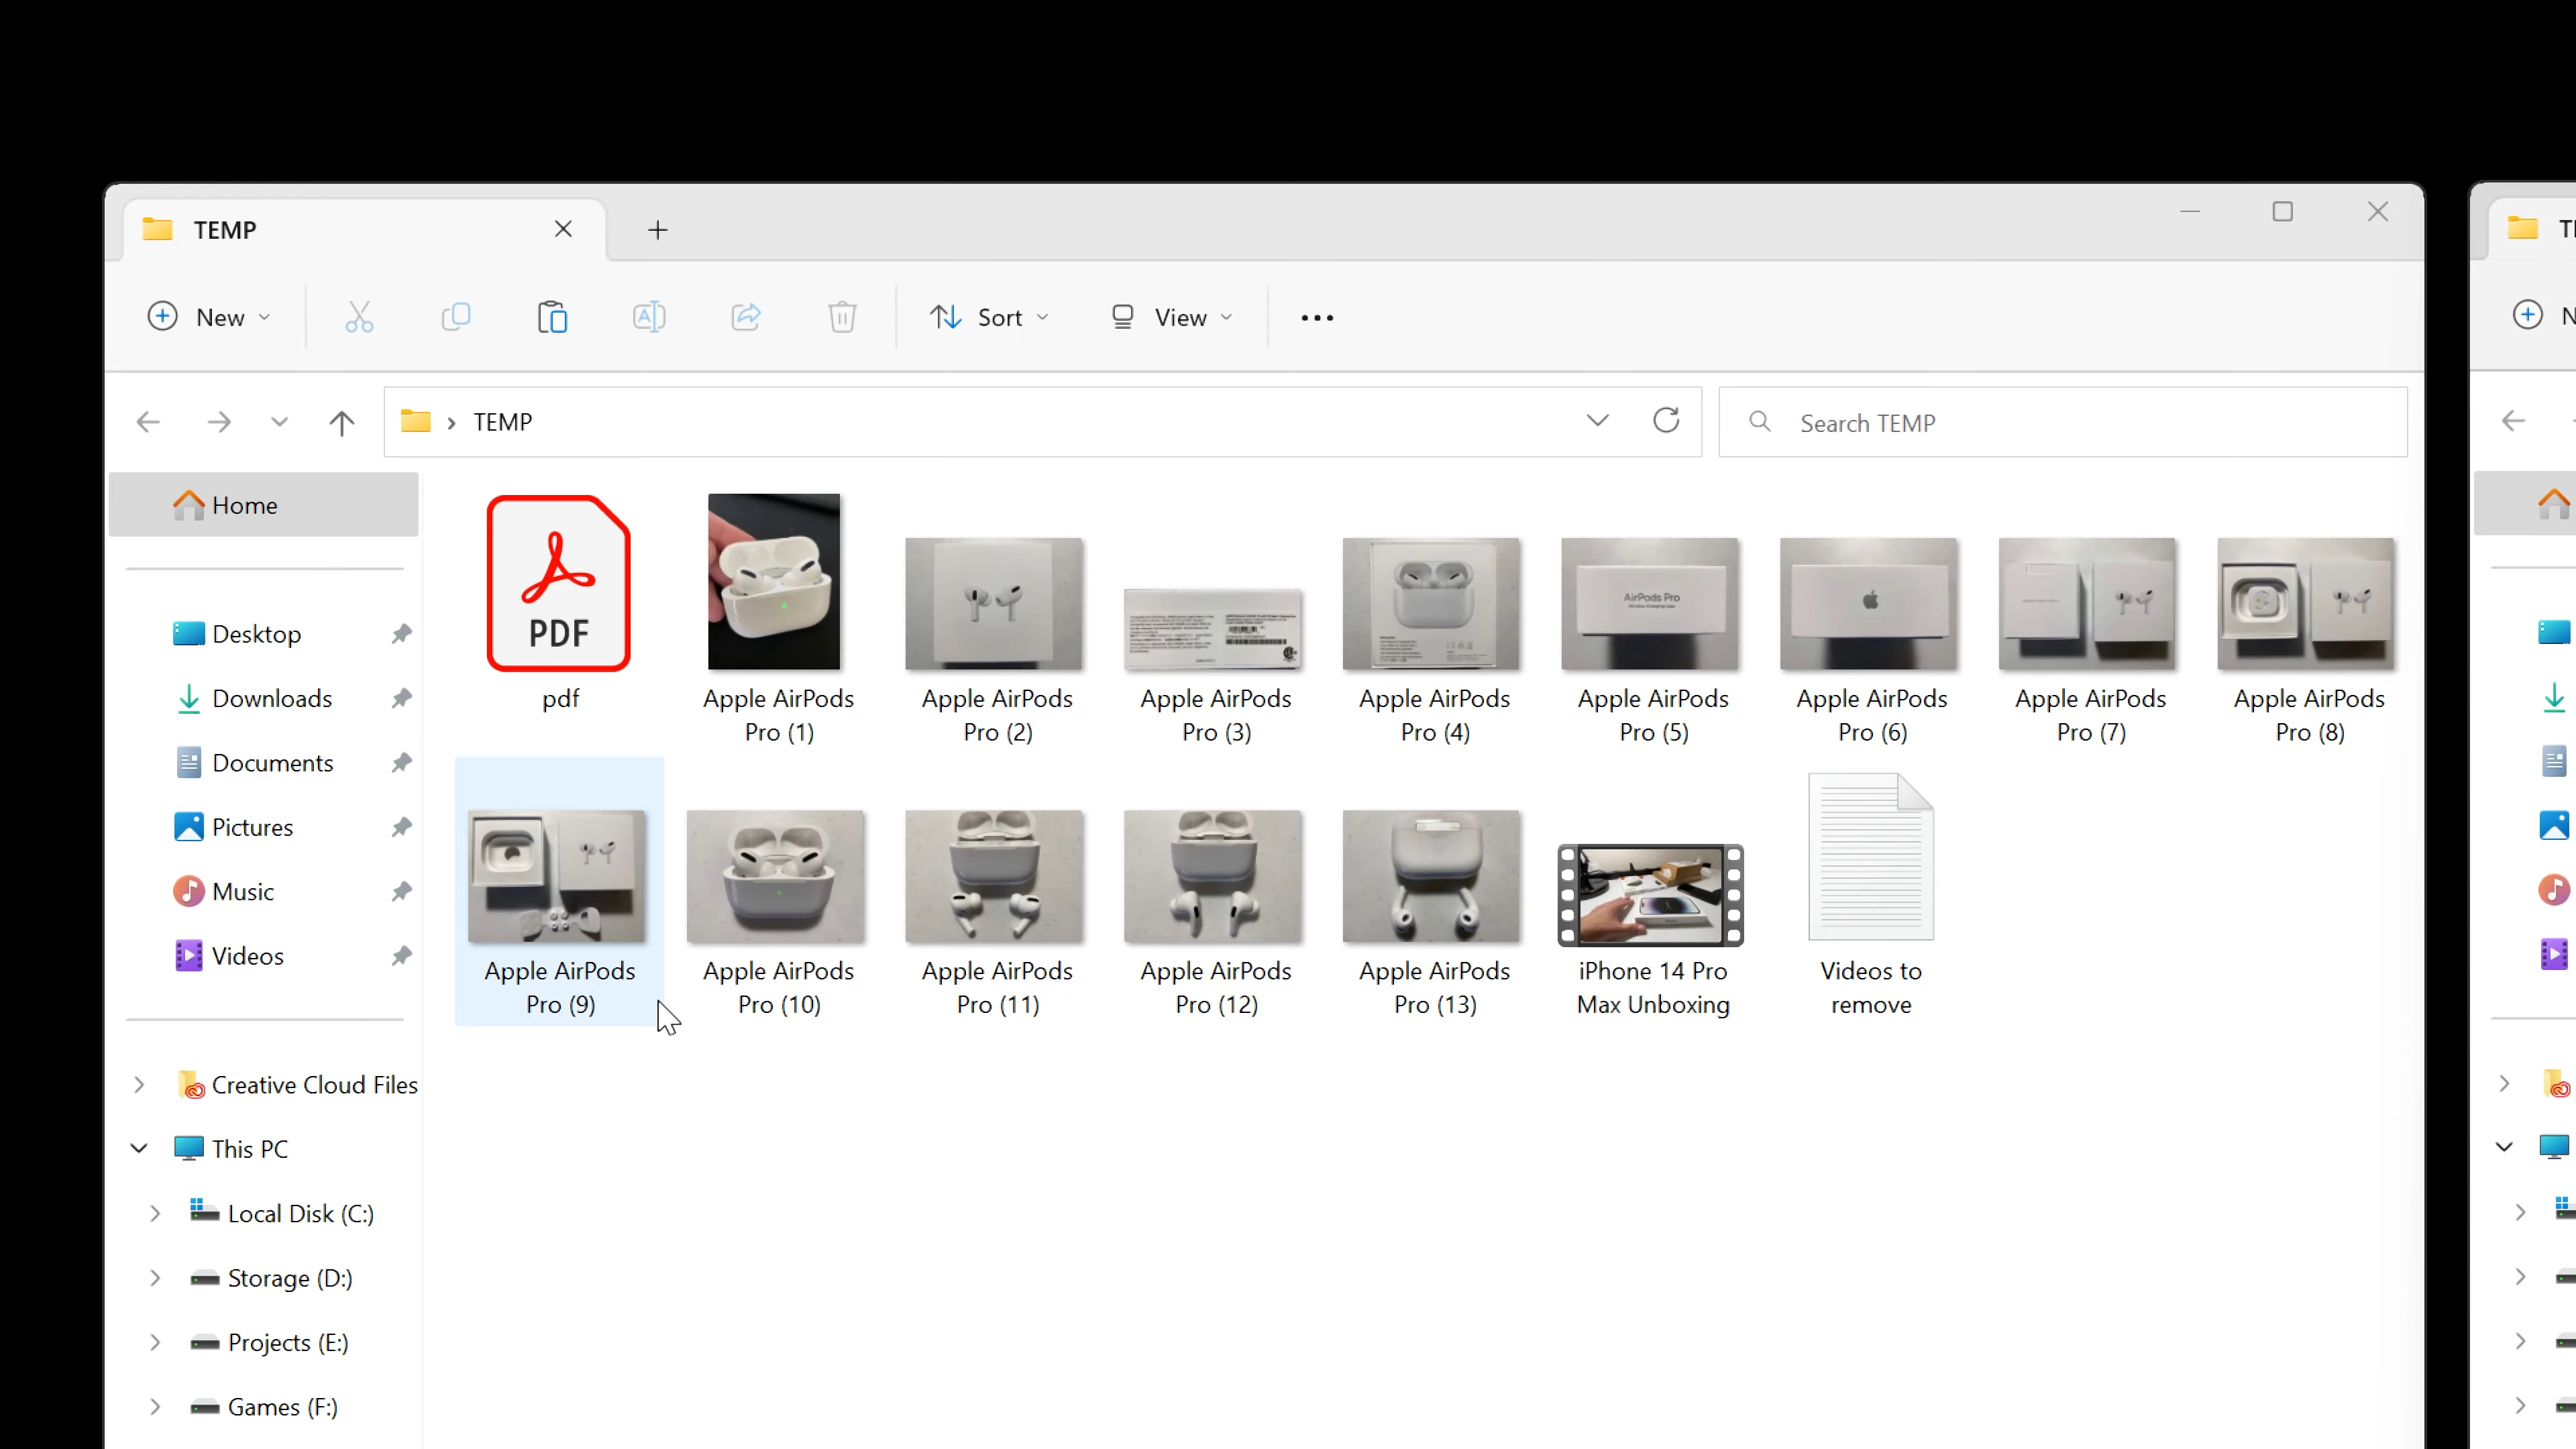 TEMP
New
Sort
View
TEMP
Search TEMP
Home
Desktop
Downloads
Documents
Pictures
Music
Videos
Creative Cloud Files
This PC
Local Disk (C:)
Storage (D:)
Projects (E:)
Games (F:)
PDF
AirPods Pro
pdf
Apple AirPods
Pro (1)
Apple AirPods
Pro (2)
Apple AirPods
Pro (3)
Apple AirPods
Pro (4)
Apple AirPods
Pro (5)
Apple AirPods
Pro (6)
Apple AirPods
Pro (7)
Apple AirPods
Pro (8)
Apple AirPods
Pro (9)
Apple AirPods
Pro (10)
Apple AirPods
Pro (11)
Apple AirPods
Pro (12)
Apple AirPods
Pro (13)
iPhone 14 Pro
Max Unboxing
Videos to
remove